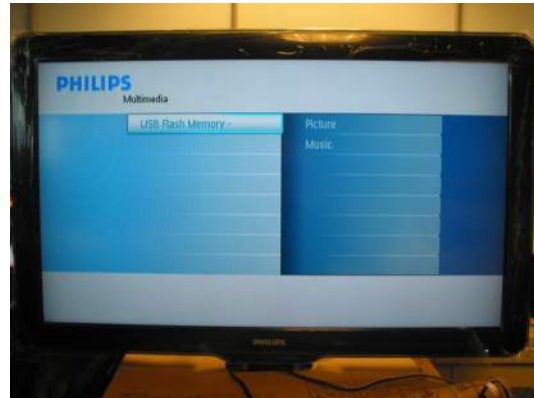 PHILIPS
Multimedia
USB Flash Memory -
Picture
Music
PHILIPS